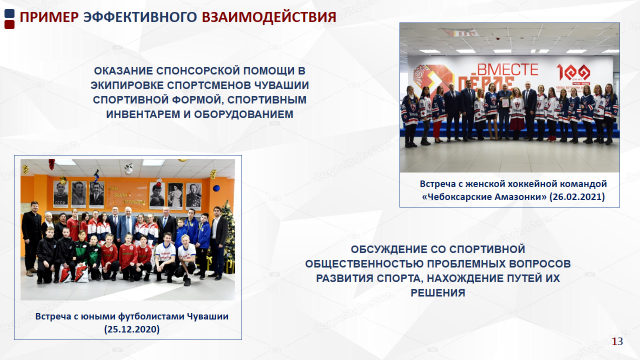 ПРИМЕР ЭФФЕКТИВНОГО ВЗАИМОДЕЙСТВИЯ
ОКАЗАНИЕ СПОНСОРСКОЙ ПОМОЩИ В
ЭКИПИРОВКЕ СПОРТСМЕНОВ ЧУВАШИИ
СПОРТИВНОЙ ФОРМОЙ, СПОРТИВНЫМ
ИНВЕНТАРЕМ И ОБОРУДОВАНИЕМ
ВМЕСТЕ
100
Встреча с женской хоккейной командой
«Чебоксарские Амазонки» (26.02.2021)
Встреча с юными футболистами Чувашии
(25.12.2020)
ОБСУЖДЕНИЕ СО СПОРТИВНОЙ
ОБЩЕСТВЕННОСТЬЮ ПРОБЛЕМНЫХ ВОПРОСОВ
РАЗВИТИЯ СПОРТА, НАХОЖДЕНИЕ ПУТЕЙ ИХ
РЕШЕНИЯ
13